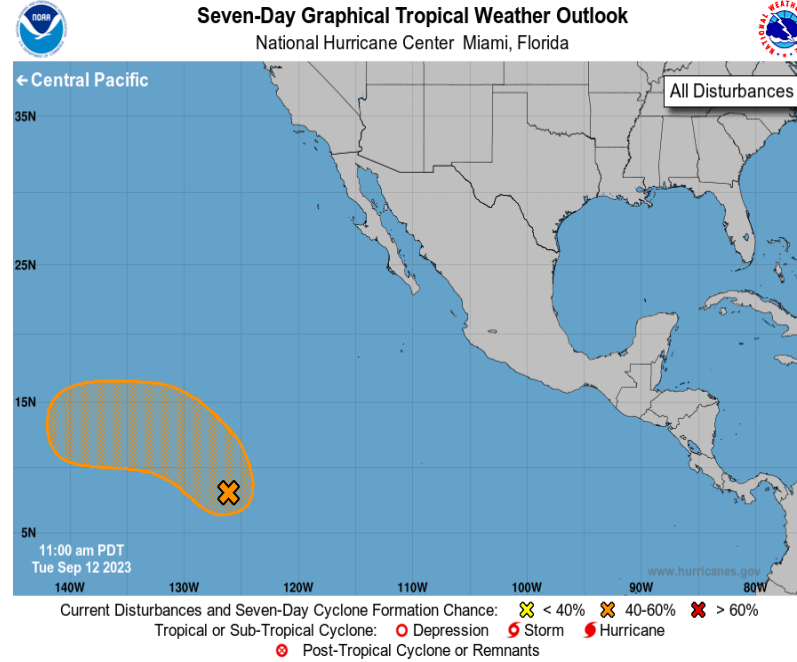 Seven-Day Graphical Tropical Weather Outlook
National Hurricane Center Miami, Florida
NOAA
← Central Pacific
All Disturbances
35N
25N
15N
5N
11:00 am PDT
Tue Sep 12 2023
www.hurricanes.gov
140W 130W 120W 110W 100W 90W 80W
Current Disturbances and Seven-Day Cyclone Formation Chance: < 40% 40-60% > 60%
Tropical or Sub-Tropical Cyclone: Depression Storm Hurricane
Post-Tropical Cyclone or Remnants